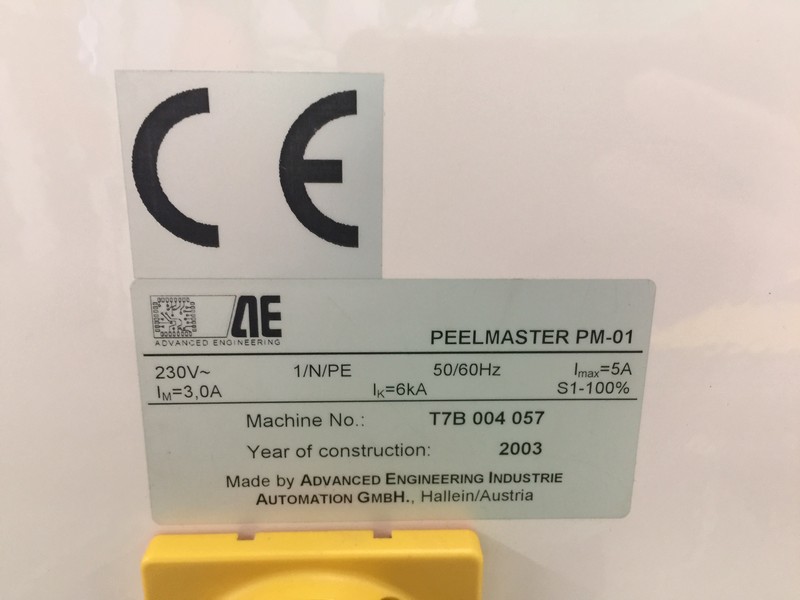 CE
AE
ADVANCED ENGINEERING
PEELMASTER PM-01
230V~ 1/N/PE 50/60Hz Imax=5A
IM=3,0A IK=6kA S1-100%
Machine No.: T7B 004 057
Year of construction: 2003
Made by ADVANCED ENGINEERING INDUSTRIE
AUTOMATION GMBH., Hallein/Austria